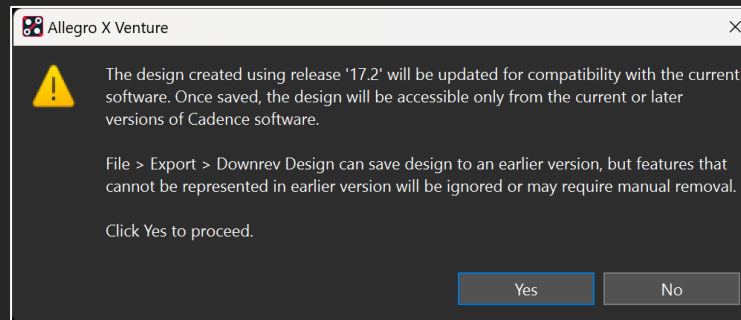 Allegro X Venture
The design created using release '17.2' will be updated for compatibility with the current
software. Once saved, the design will be accessible only from the current or later
versions of Cadence software.
File > Export > Downrev Design can save design to an earlier version, but features that
cannot be represented in earlier version will be ignored or may require manual removal.
Click Yes to proceed.
Yes
No